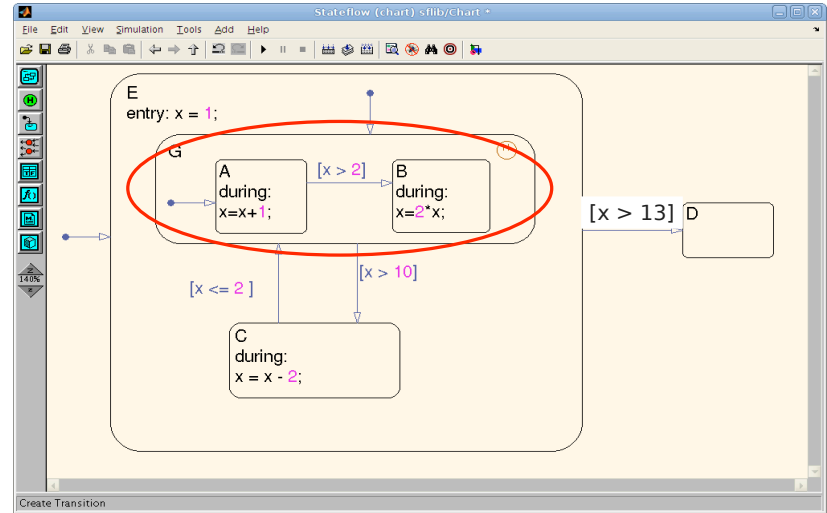 Stateflow (chart) sflib/Chart *
File Edit View Simulation Tools Add Help
E
entry: x = 1;
G
A
during:
x=x+1;
[x > 2]
B
during:
x=2*x;
[x > 13]
D
[x <= 2 ]
[x > 10]
C
during:
x = x - 2;
140%
Create Transition